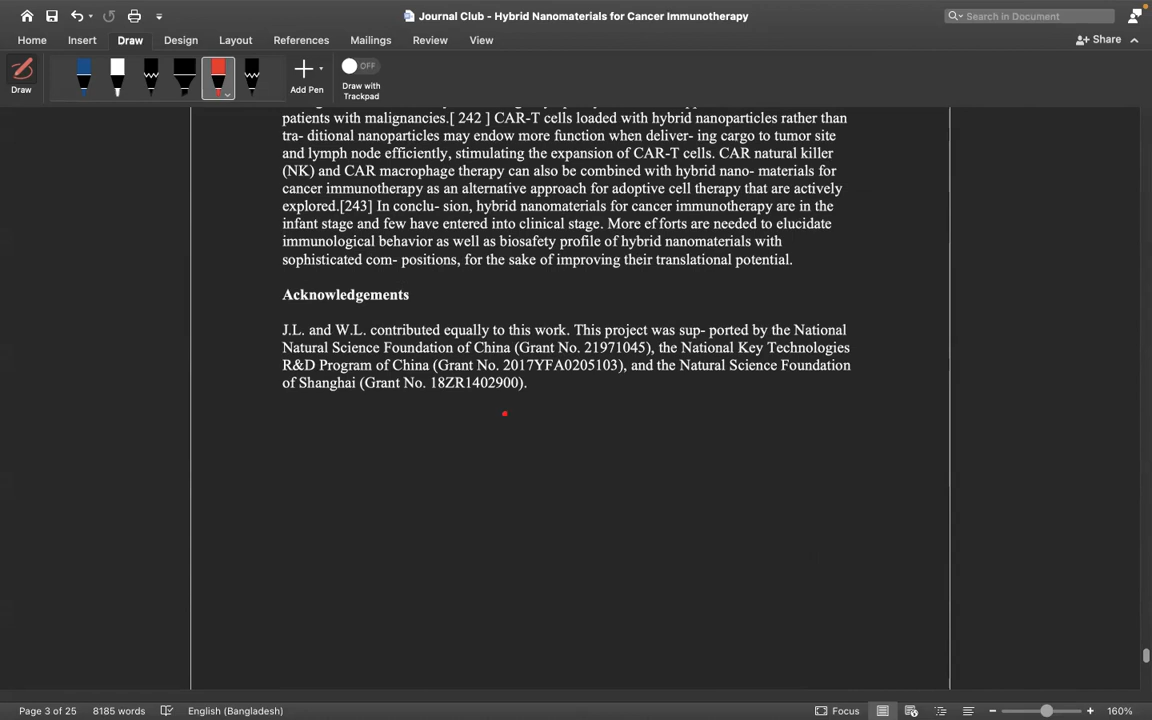 Journal Club - Hybrid Nanomaterials for Cancer Immunotherapy
Search in Document
Home Insert Draw Design Layout References Mailings Review View
Share
Draw
Add Pen
OFF
Draw with
Trackpad
patients with malignancies.[ 242 ] CAR-T cells loaded with hybrid nanoparticles rather than
tra- ditional nanoparticles may endow more function when deliver- ing cargo to tumor site
and lymph node efficiently, stimulating the expansion of CAR-T cells. CAR natural killer
(NK) and CAR macrophage therapy can also be combined with hybrid nano- materials for
cancer immunotherapy as an alternative approach for adoptive cell therapy that are actively
explored.[243] In conclu- sion, hybrid nanomaterials for cancer immunotherapy are in the
infant stage and few have entered into clinical stage. More ef forts are needed to elucidate
immunological behavior as well as biosafety profile of hybrid nanomaterials with
sophisticated com- positions, for the sake of improving their translational potential.
Acknowledgements
J.L. and W.L. contributed equally to this work. This project was sup- ported by the National
Natural Science Foundation of China (Grant No. 21971045), the National Key Technologies
R&D Program of China (Grant No. 2017YFA0205103), and the Natural Science Foundation
of Shanghai (Grant No. 18ZR1402900).
Page 3 of 25 8185 words English (Bangladesh) Focus 160%